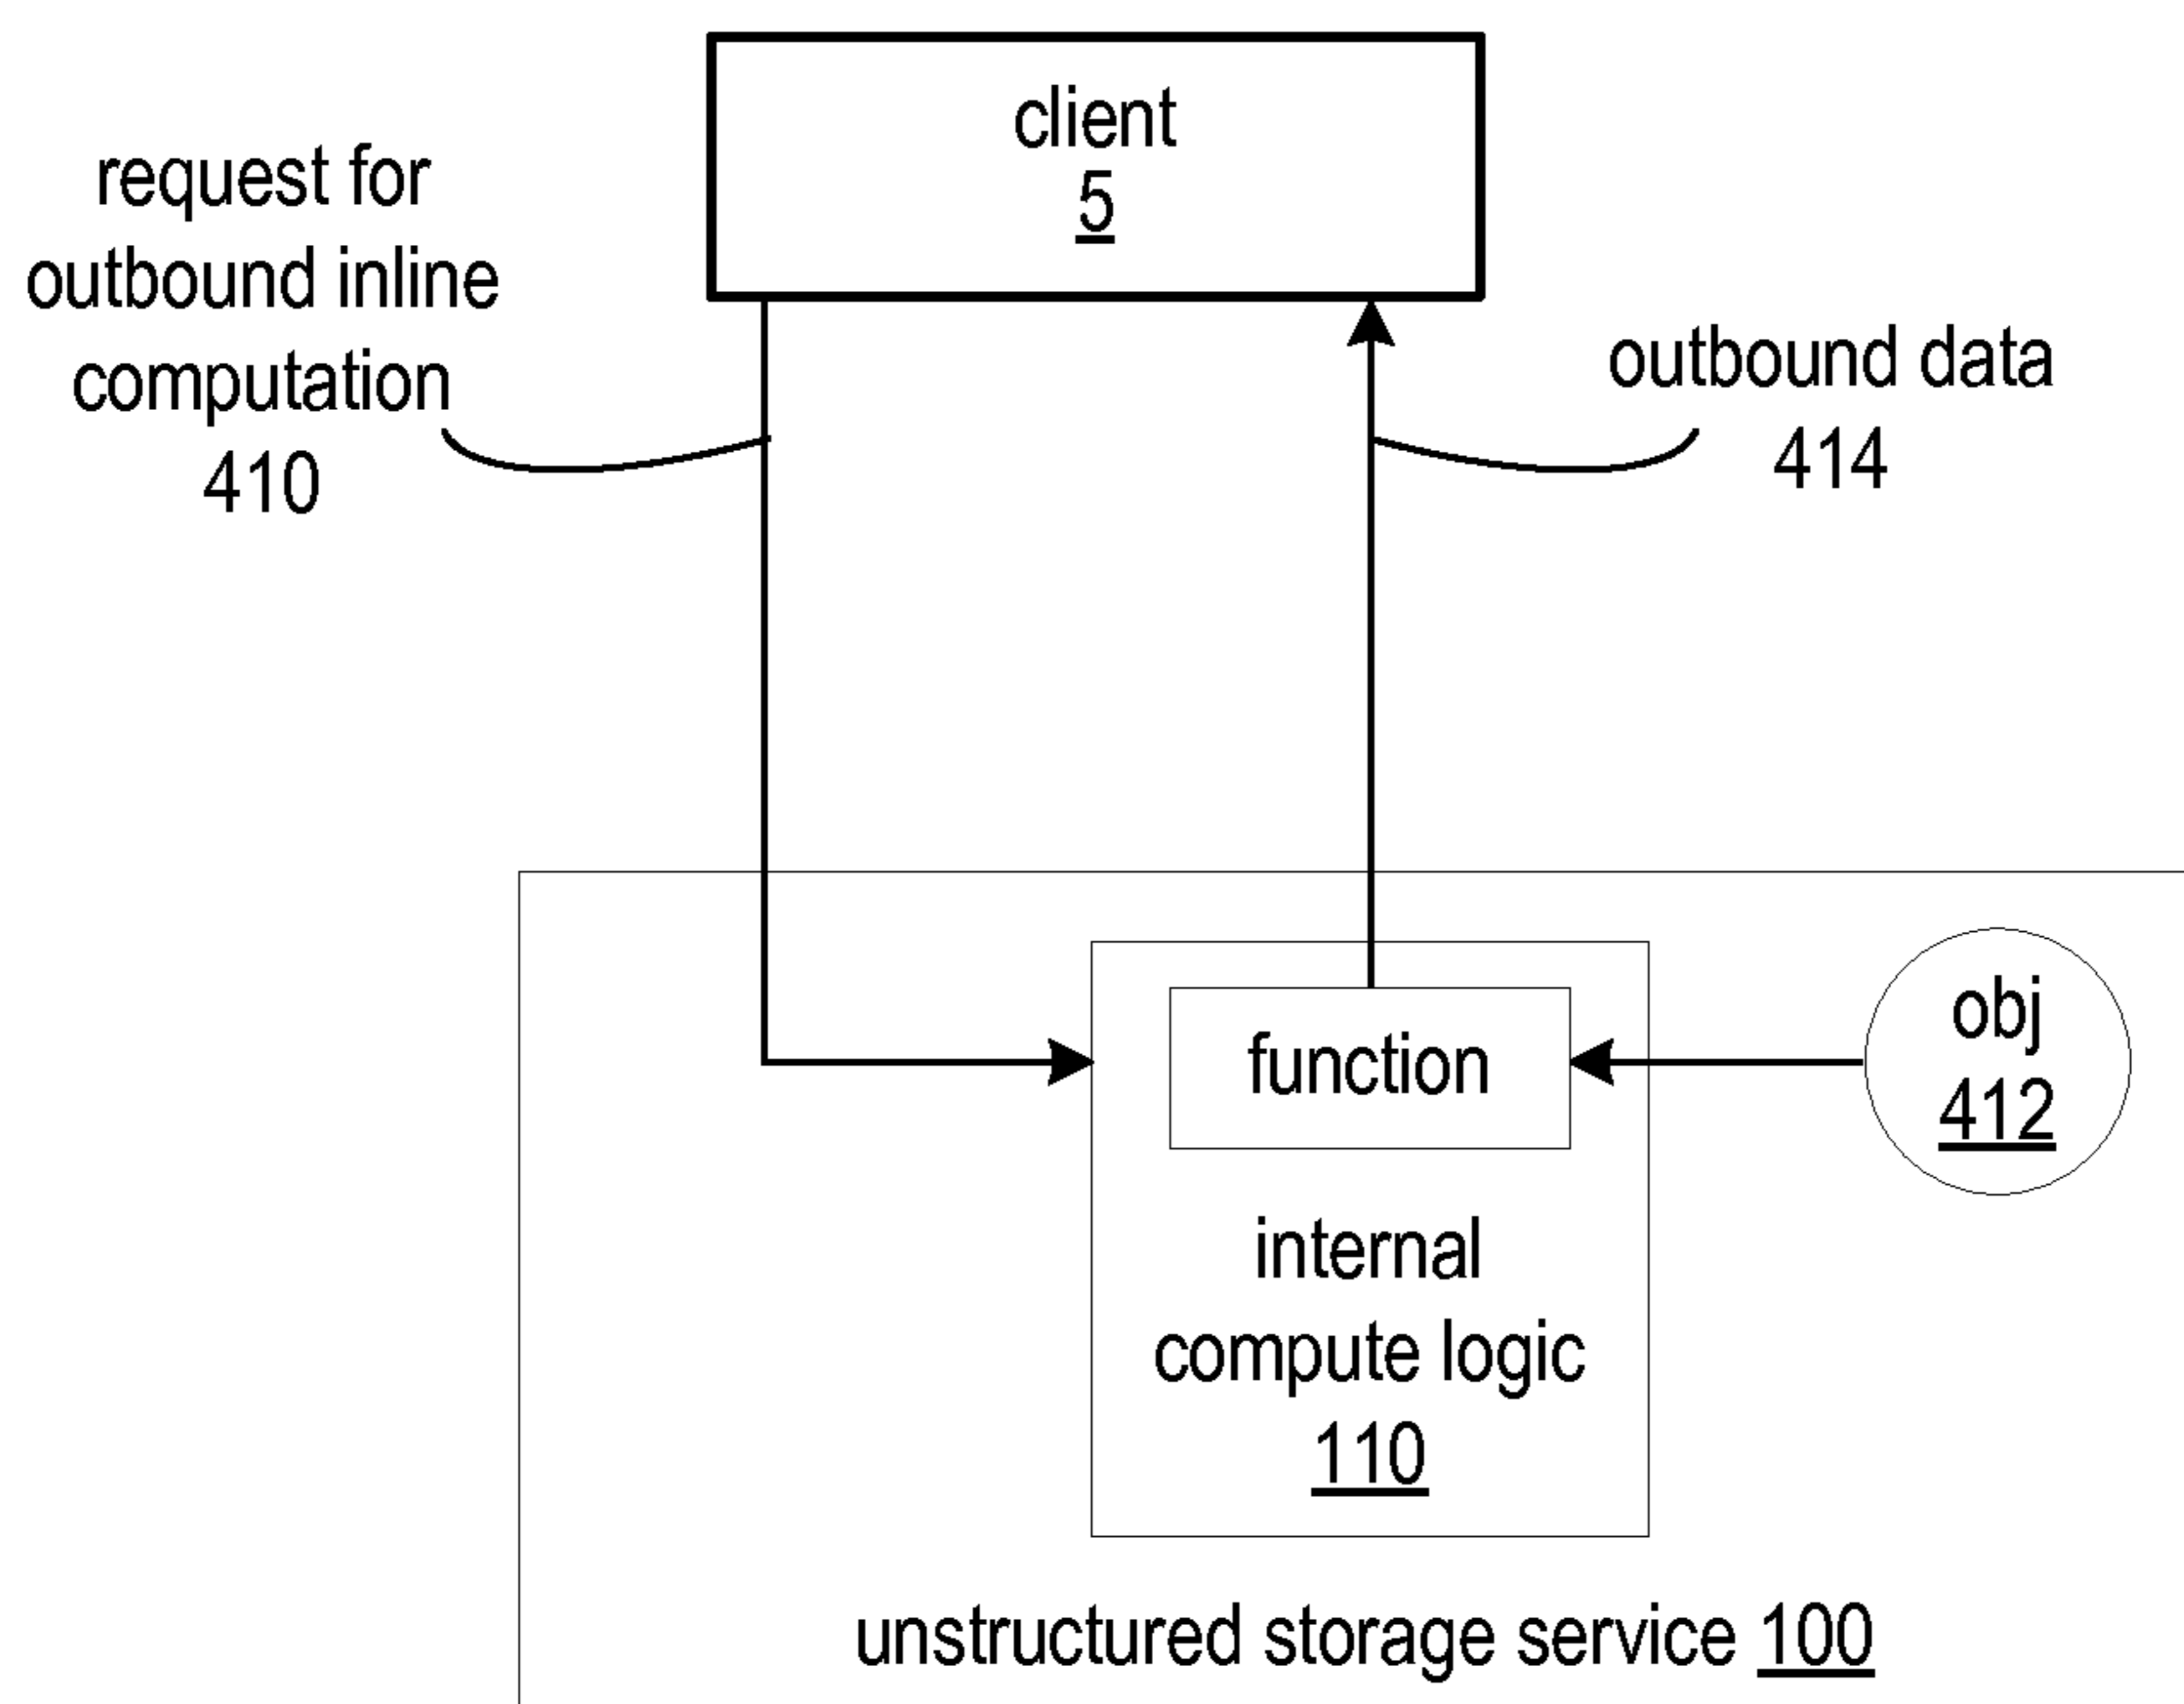 client
5
request for
outbound inline
computation
410
outbound data
414
function
obj
412
internal
compute logic
110
unstructured storage service 100